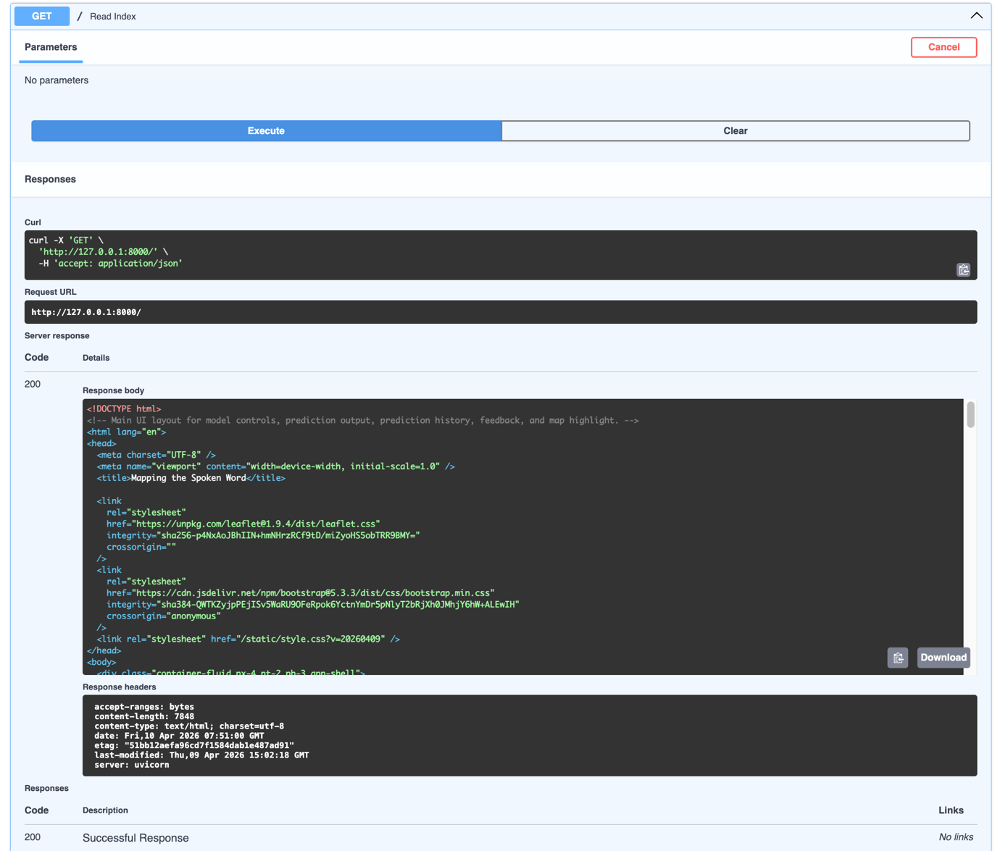 GET / Read Index
Parameters
Cancel
No parameters
Execute
Clear
Responses
Curl
curl -X 'GET' \
  'http://127.0.0.1:8000/' \
  -H 'accept: application/json'
Request URL
http://127.0.0.1:8000/
Server response
Code Details
200
Response body
<!DOCTYPE html>
<!-- Main UI layout for model controls, prediction output, prediction history, feedback, and map highlight. -->
<html lang="en">
<head>
  <meta charset="UTF-8" />
  <meta name="viewport" content="width=device-width, initial-scale=1.0" />
  <title>Mapping the Spoken Word</title>
  <link
    rel="stylesheet"
    href="https://unpkg.com/leaflet@1.9.4/dist/leaflet.css"
    integrity="sha256-p4NxAoJBhIIN+hmNHrzRCf9tD/miZyoHS5obTRR9BMY="
    crossorigin=""
  />
  <link
    rel="stylesheet"
    href="https://cdn.jsdelivr.net/npm/bootstrap@5.3.3/dist/css/bootstrap.min.css"
    integrity="sha384-QWTKZyjpPEjISv5WaRU9OFeRpok6YctnYmDr5pNlyT2bRjXh0JMhjY6hW+ALEwIH"
    crossorigin="anonymous"
  />
  <link rel="stylesheet" href="/static/style.css?v=20260409" />
</head>
<body>
  <div class="container-fluid px-4 pt-2 pb-3 app-shell">
Download
Response headers
accept-ranges: bytes
content-length: 7848
content-type: text/html; charset=utf-8
date: Fri,10 Apr 2026 07:51:00 GMT
etag: "51bb12aefa96cd7f1584dab1e487ad91"
last-modified: Thu,09 Apr 2026 15:02:18 GMT
server: uvicorn
Responses
Code Description Links
200 Successful Response No links